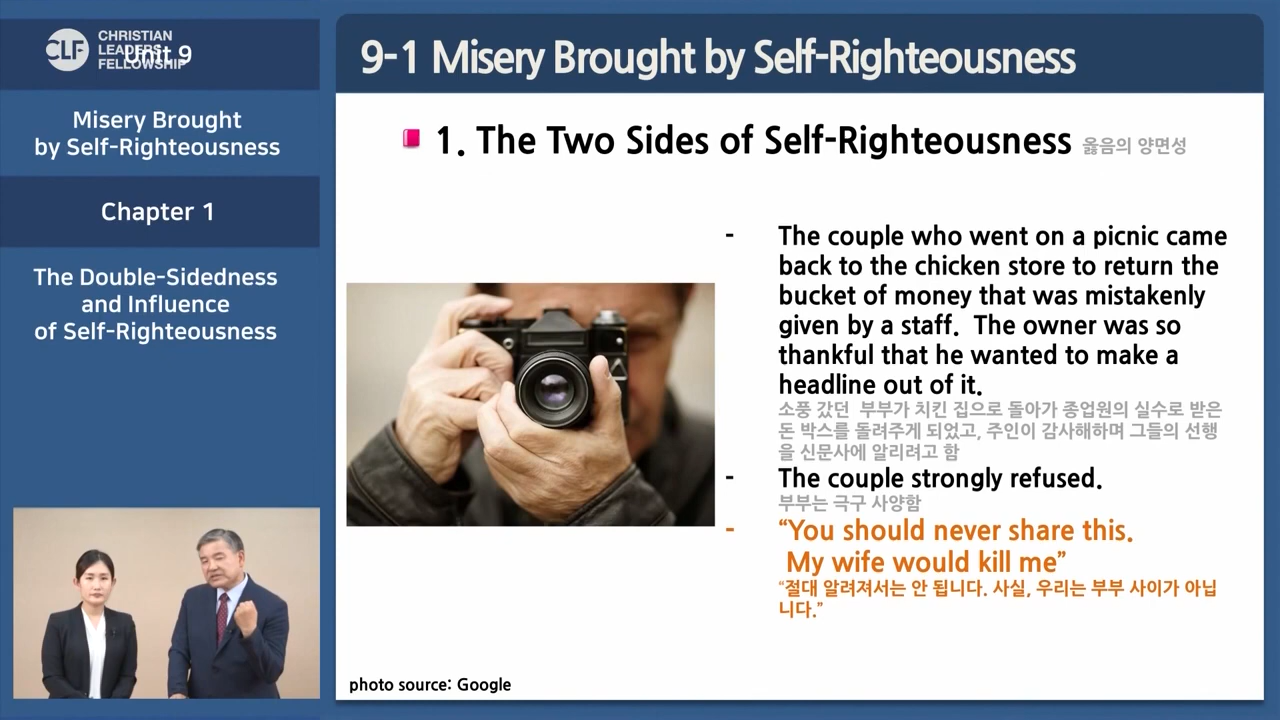 CLF
CHRISTIAN
LEADERS
FELLOWSHIP
Unit 9
Misery Brought
by Self-Righteousness
Chapter 1
The Double-Sidedness
and Influence
of Self-Righteousness
9-1 Misery Brought by Self-Righteousness
1. The Two Sides of Self-Righteousness 옳음의 양면성
- The couple who went on a picnic came
back to the chicken store to return the
bucket of money that was mistakenly
given by a staff. The owner was so
thankful that he wanted to make a
headline out of it.
소풍 갔던 부부가 치킨 집으로 돌아가 종업원의 실수로 받은
돈 박스를 돌려주게 되었고, 주인이 감사해하며 그들의 선행
을 신문사에 알리려고 함
- The couple strongly refused.
부부는 극구 사양함
- “You should never share this.
My wife would kill me”
“절대 알려져서는 안 됩니다. 사실, 우리는 부부 사이가 아닙
니다.”
photo source: Google